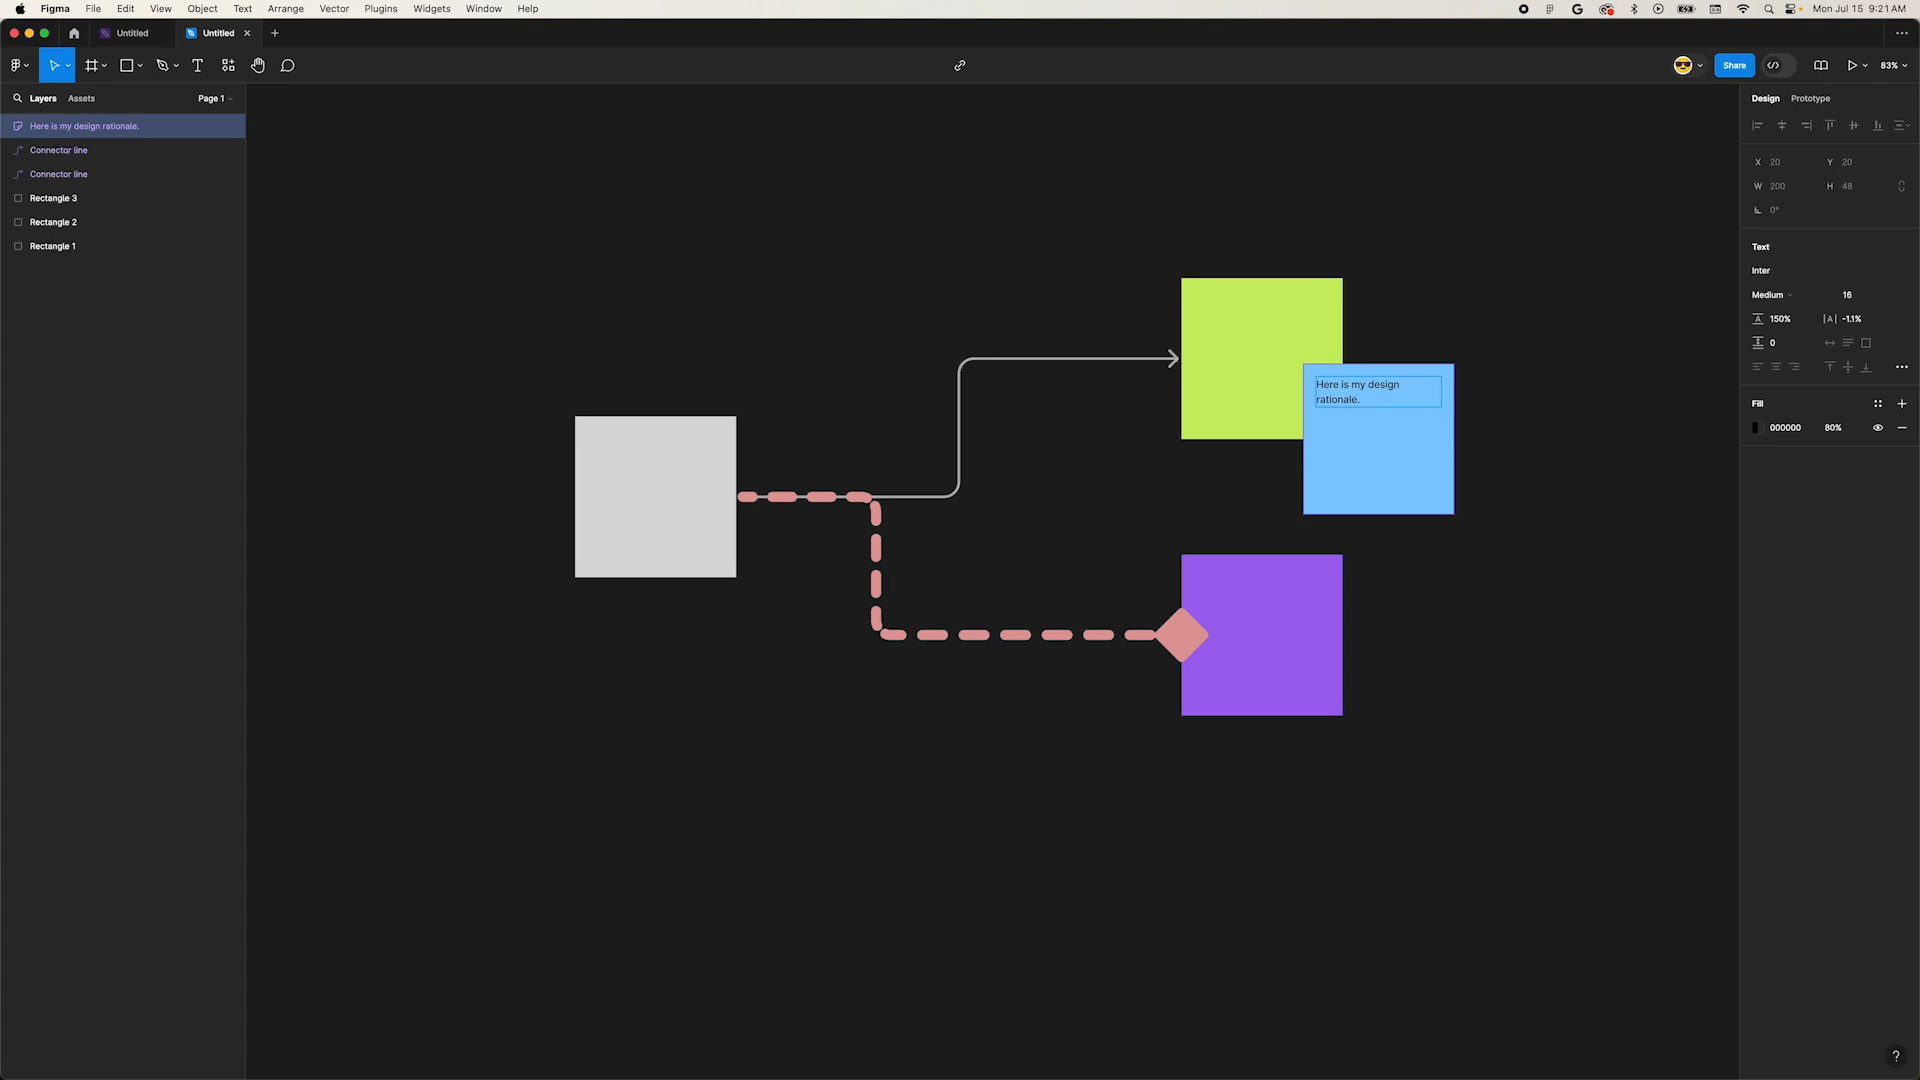 Figma File Edit View Object Text Arrange Vector Plugins Widgets Window Help
Mon Jul 15 9:21 AM
Untitled
Untitled
Share
83%
Layers Assets Page 1
Here is my design rationale.
Connector line
Connector line
Rectangle 3
Rectangle 2
Rectangle 1
Here is my design
rationale.
Design Prototype
X 20 Y 20
W 200 H 48
0°
Text
Inter
Medium 16
150% |A| -1.1%
0
Fill
000000 80%
?